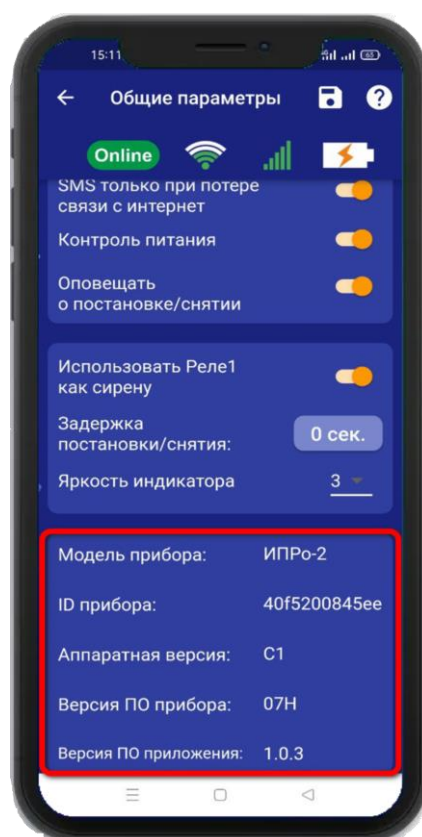 15:11
65
Общие параметры
?
Online
SMS только при потере
связи с интернет
Контроль питания
Оповещать
о постановке/снятии
Использовать Реле1
как сирену
Задержка
постановки/снятия:
0 сек.
Яркость индикатора
3
Модель прибора: ИПРо-2
ID прибора: 40f5200845ee
Аппаратная версия: C1
Версия ПО прибора: 07H
Версия ПО приложения: 1.0.3